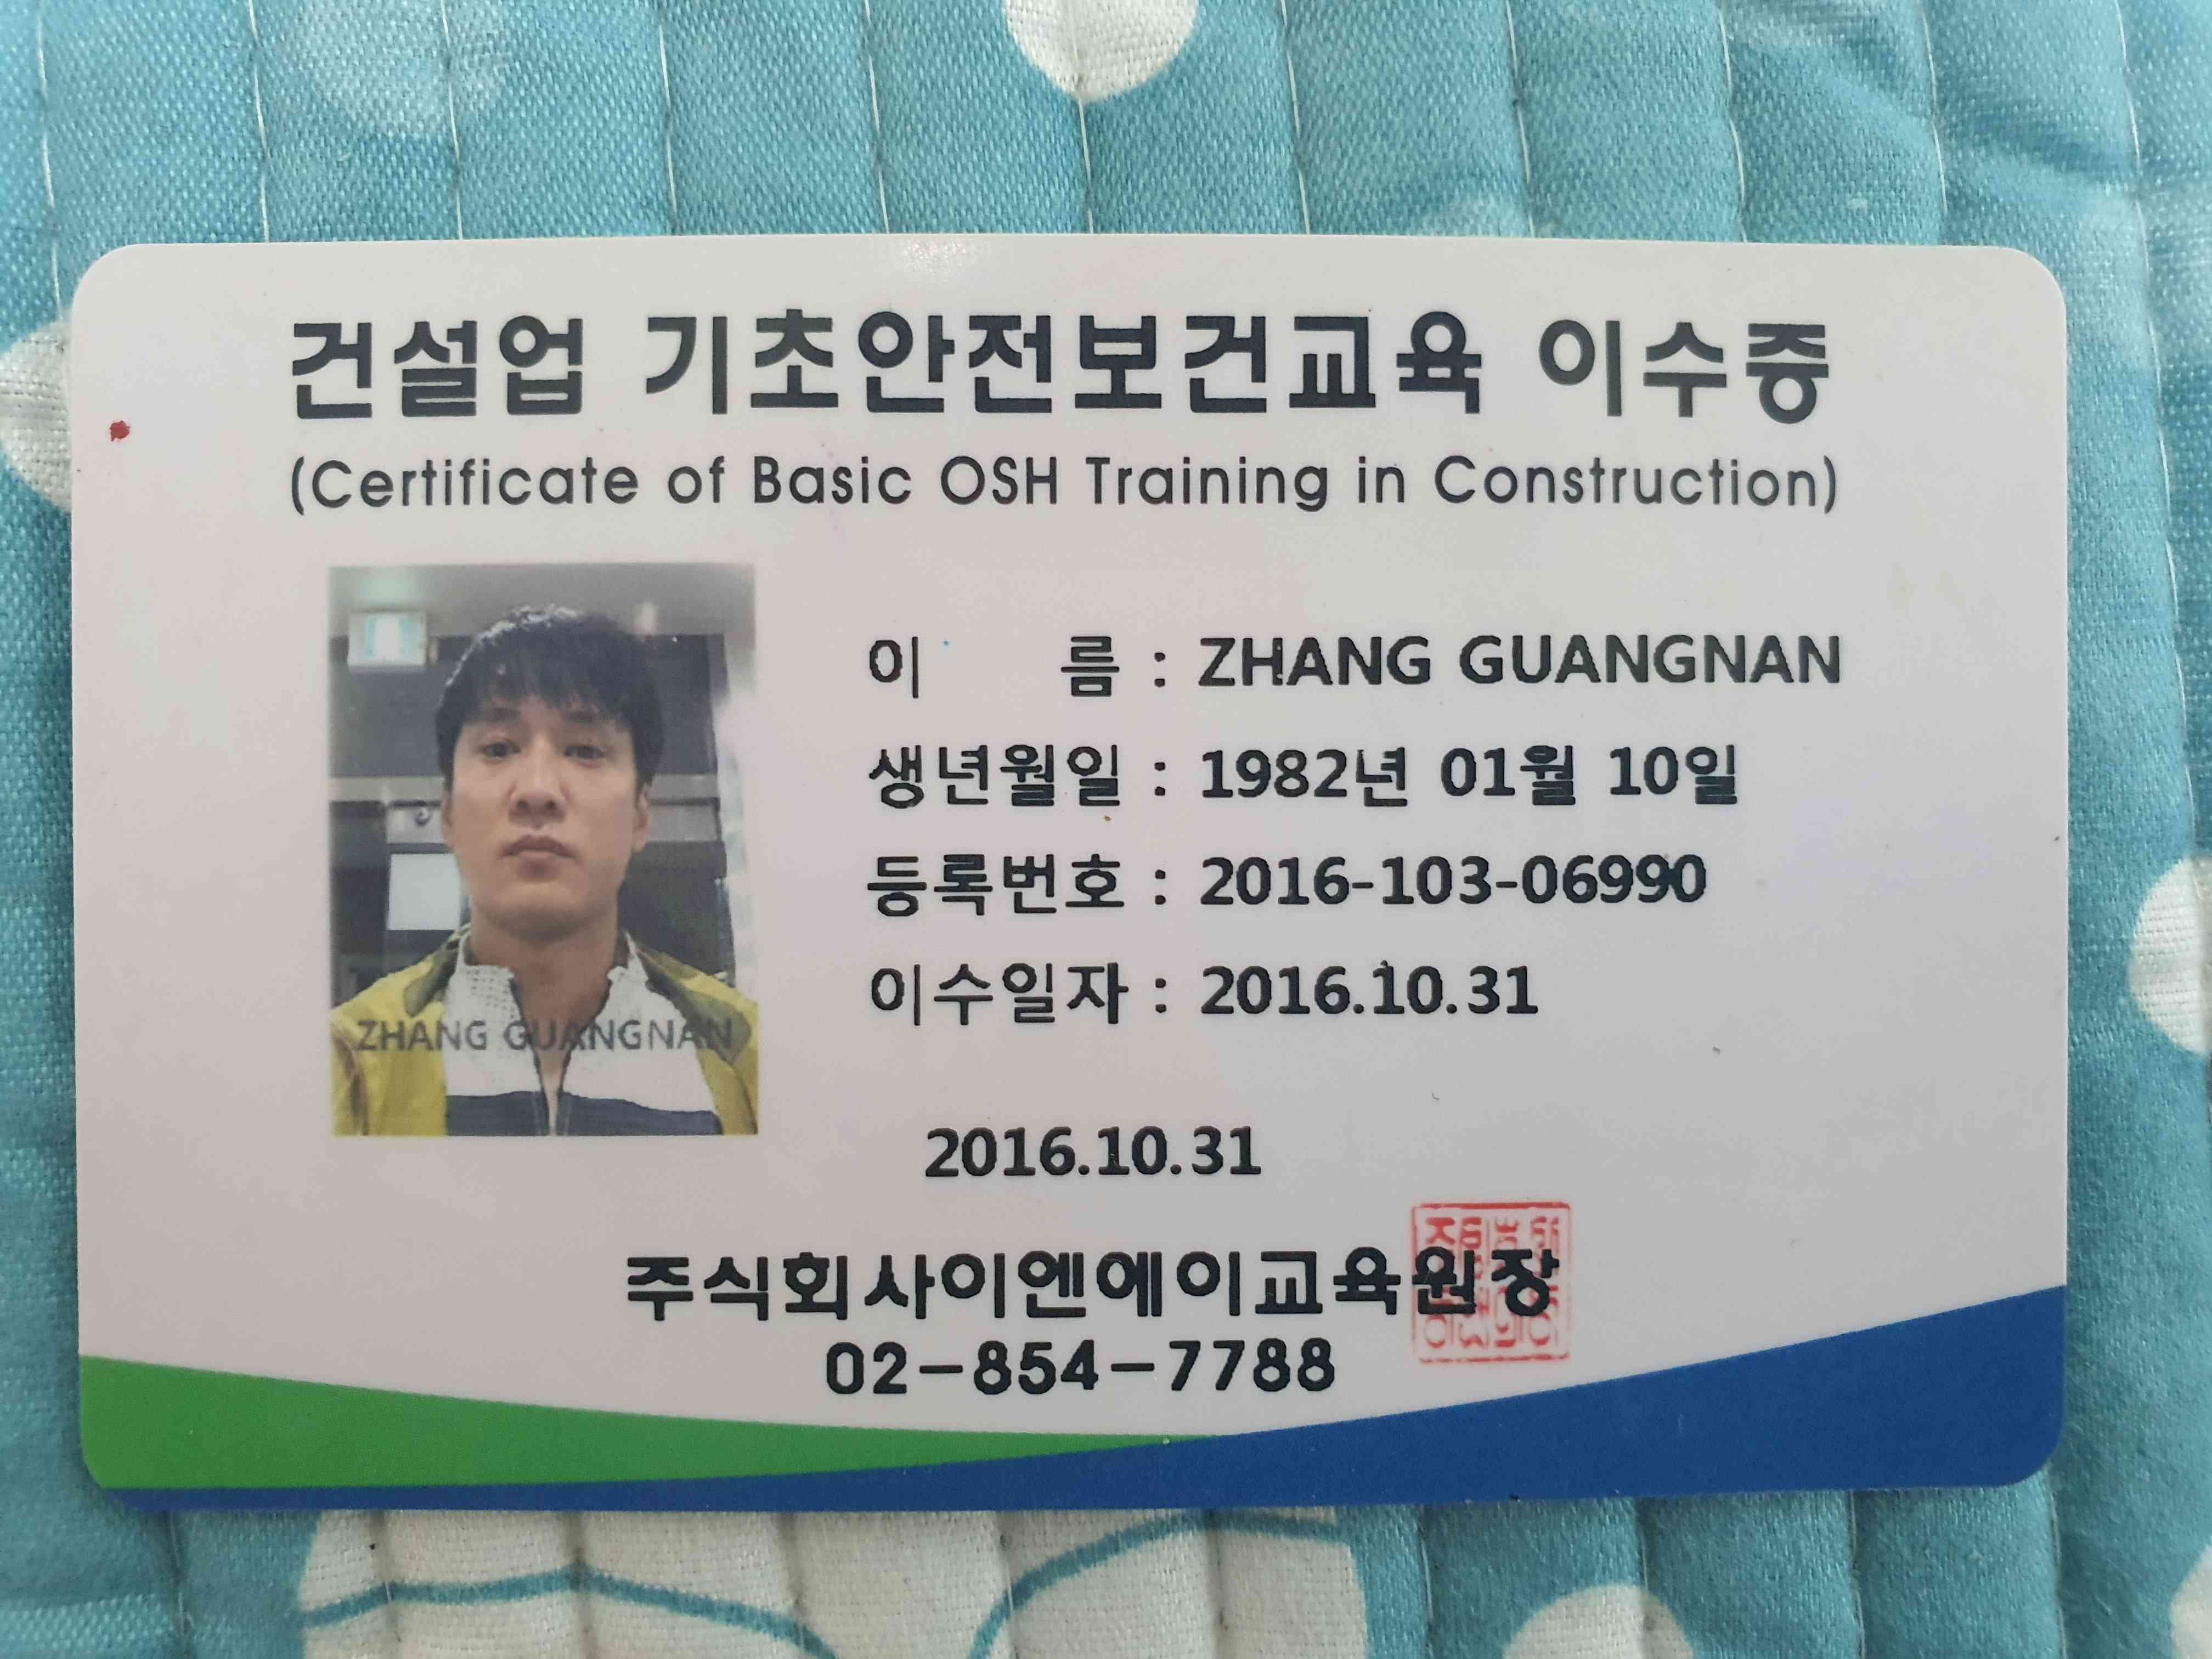 건설업 기초안전보건교육 이수증
(Certificate of Basic OSH Training in Construction)
이 름 : ZHANG GUANGNAN
생년월일 : 1982년 01월 10일
등록번호 : 2016-103-06990
이수일자 : 2016.10.31
ZHANG GUANGNAN
2016.10.31
주식회사이엔에이교육원장
02-854-7788